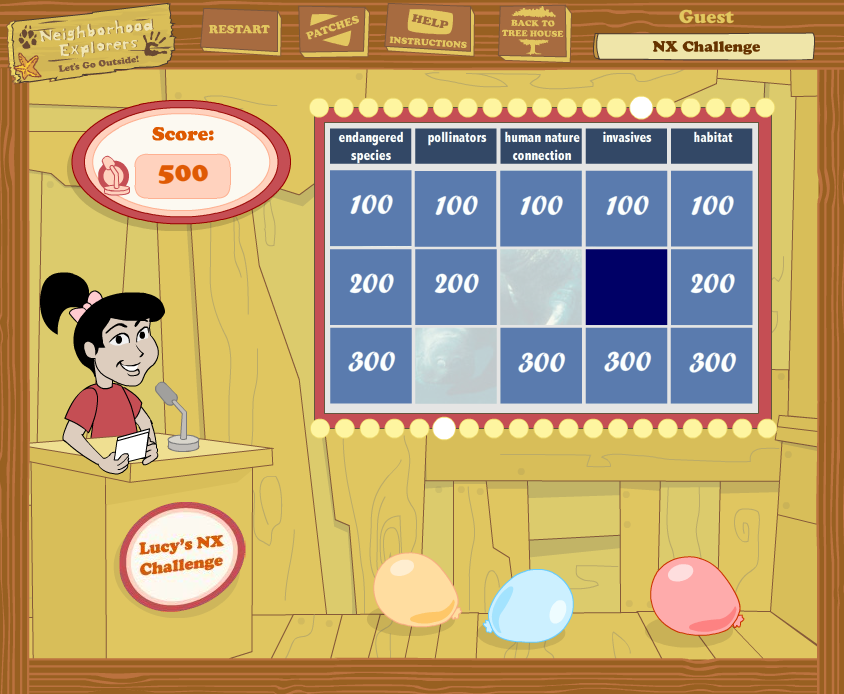 Neighborhood
Explorers
Let's Go Outside!
RESTART
PATCHES
HELP
INSTRUCTIONS
BACK TO
TREE HOUSE
Guest
NX Challenge
Score:
500
endangered
species
pollinators
human nature
connection
invasives
habitat
100 100 100 100 100
200 200 200
300 300 300 300
Lucy's NX
Challenge